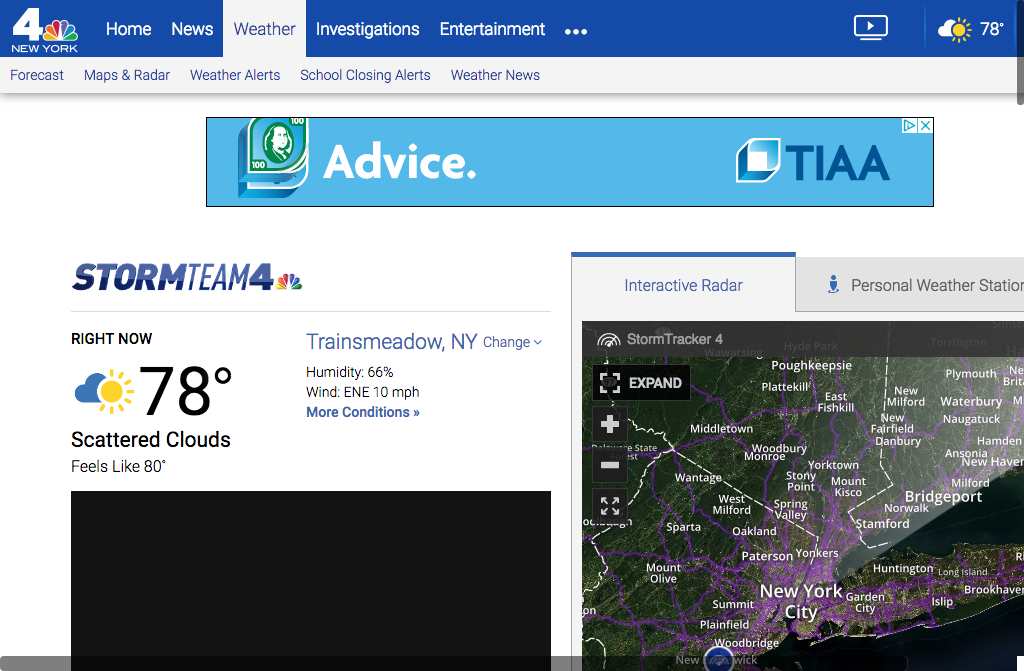 4
NEW YORK
Home
News
Weather
Investigations
Entertainment
78°
Forecast
Maps & Radar
Weather Alerts
School Closing Alerts
Weather News
100
100
Advice.
TIAA
STORMTEAM4
Interactive Radar
Personal Weather Station
RIGHT NOW
Trainsmeadow, NY Change
78°
Humidity: 66%
Wind: ENE 10 mph
More Conditions »
Scattered Clouds
Feels Like 80°
StormTracker 4
EXPAND
Wawarsing
Hyde Park
Torrington
Poughkeepsie
Plattekill
Plymouth
East
Fishkill
New
Milford
Waterbury
Naugatuck
Middletown
New
Fairfield
Danbury
Hamden
Delaware State
Woodbury
Monroe
Ansonia
New Haven
Yorktown
Wantage
Stony
Point
Mount
Kisco
Milford
Bridgeport
West
Milford
Spring
Valley
Norwalk
Stamford
Sparta
Oakland
Paterson
Yonkers
Mount
Olive
Huntington
Long Island
New York
City
Garden
City
Brookhaven
Summit
Islip
Plainfield
Woodbridge